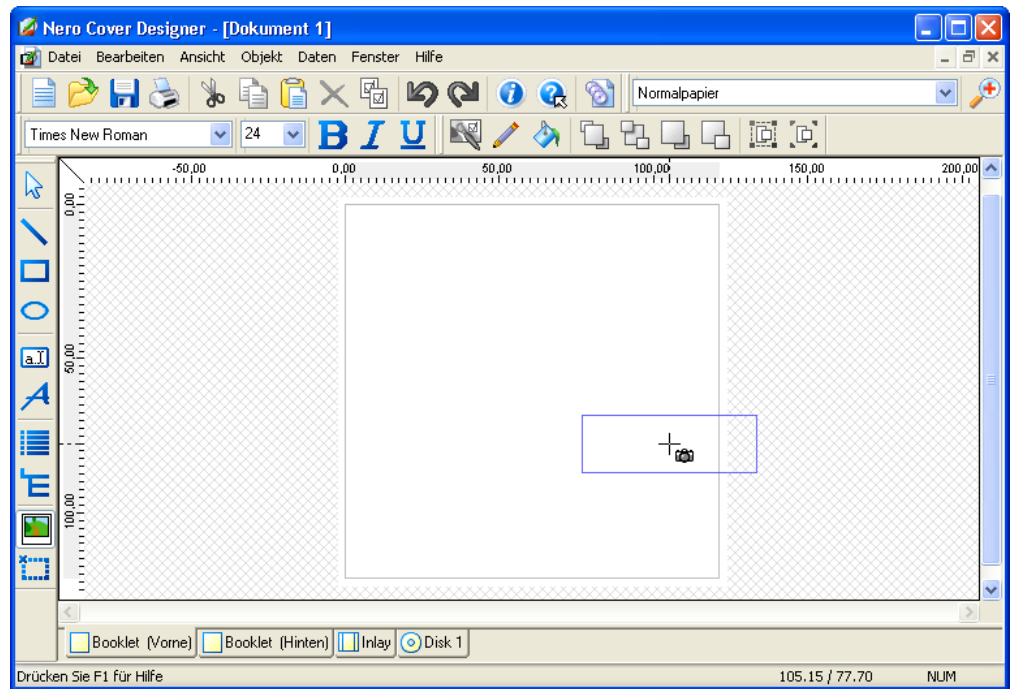 Nero Cover Designer - [Dokument 1]
Datei Bearbeiten Ansicht Objekt Daten Fenster Hilfe
Normalpapier
Times New Roman 24 B I U
-50,00 0,00 50,00 100,00 150,00 200,00
0,00
50,00
100,00
a.I
A
E
Booklet (Vorne) Booklet (Hinten) Inlay Disk 1
Drücken Sie F1 für Hilfe 105.15 / 77.70 NUM